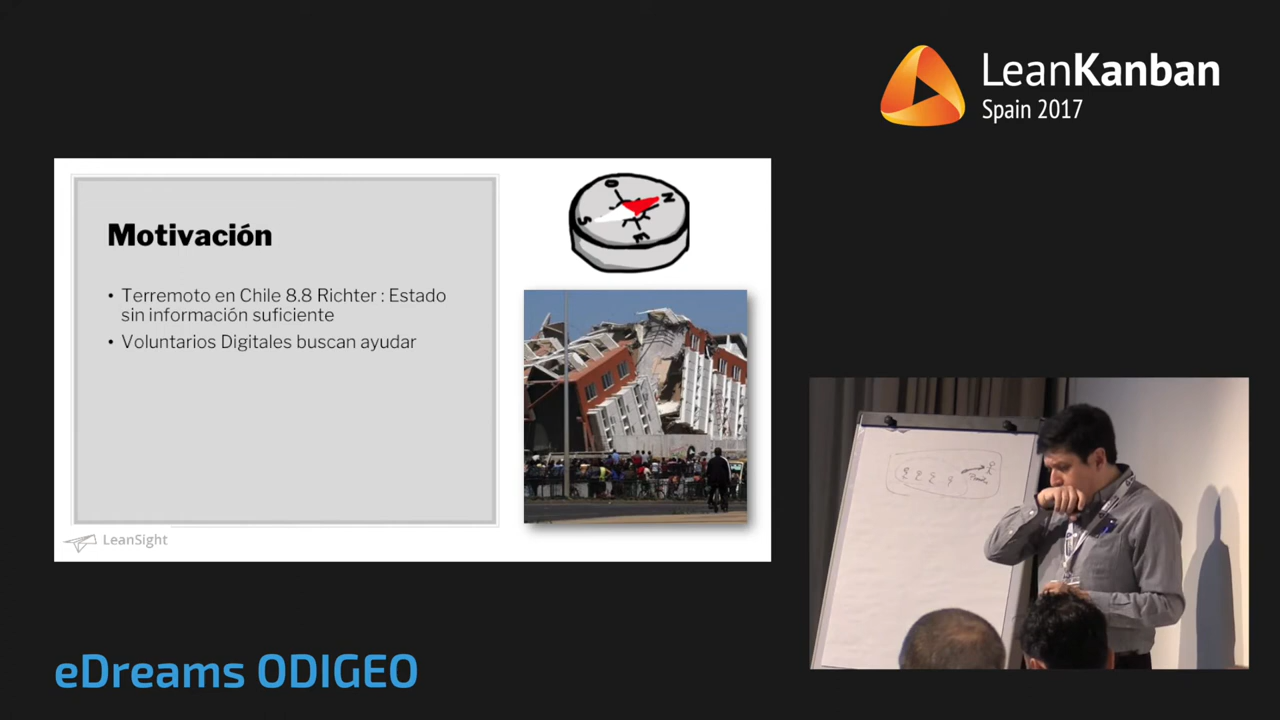 LeanKanban
Spain 2017
Motivación
• Terremoto en Chile 8.8 Richter : Estado
sin información suficiente
• Voluntarios Digitales buscan ayudar
O
N
S
E
LeanSight
eDreams ODIGEO